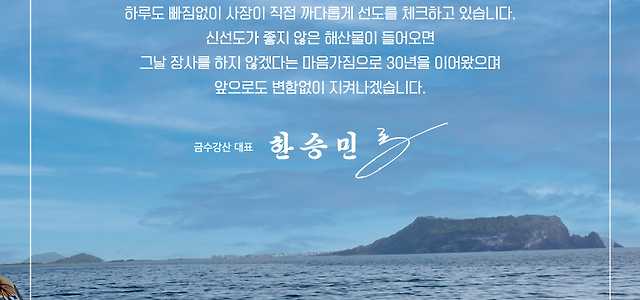 하루도 빠짐없이 사장이 직접 까다롭게 선도를 체크하고 있습니다.
신선도가 좋지 않은 해산물이 들어오면
그날 장사를 하지 않겠다는 마음가짐으로 30년을 이어왔으며
앞으로도 변함없이 지켜나겠습니다.
금수강산 대표 한승민